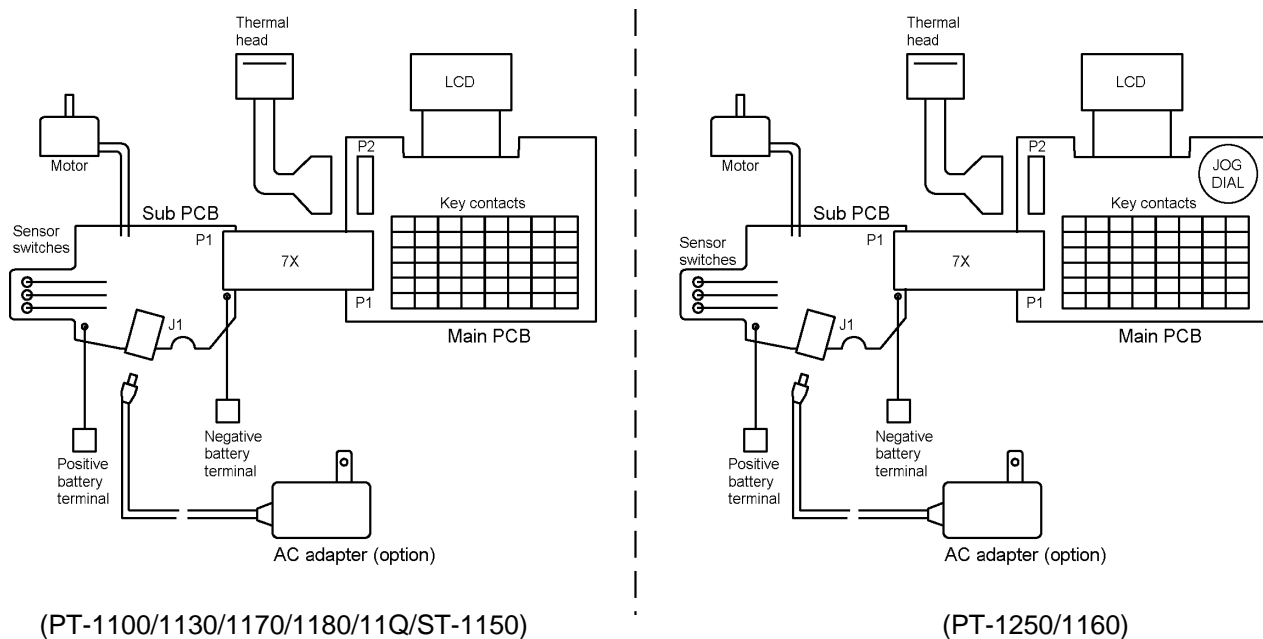 Thermal
head
LCD
Motor
P2
Sub PCB
Key contacts
Sensor
switches
P1
7X
P1
J1
Main PCB
Negative
battery
terminal
Positive
battery
terminal
AC adapter (option)
(PT-1100/1130/1170/1180/11Q/ST-1150)
Thermal
head
LCD
Motor
P2
JOG
DIAL
Sub PCB
Key contacts
Sensor
switches
P1
7X
P1
J1
Main PCB
Negative
battery
terminal
Positive
battery
terminal
AC adapter (option)
(PT-1250/1160)